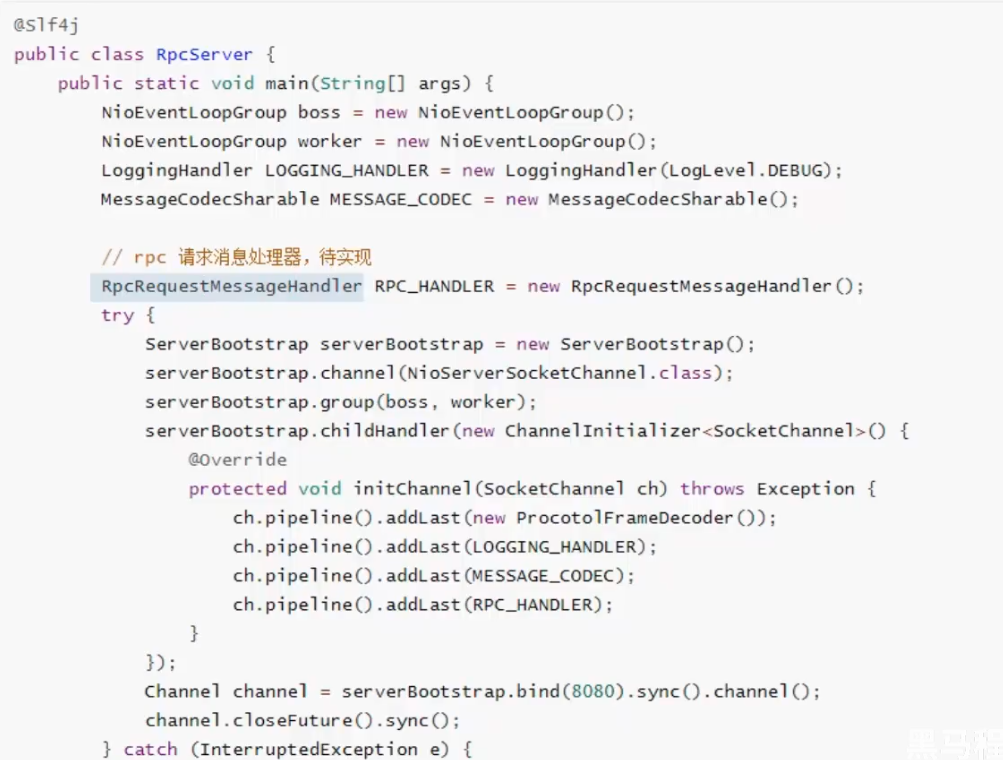 @Slf4j
public class RpcServer {
    public static void main(String[] args) {
        NioEventLoopGroup boss = new NioEventLoopGroup();
        NioEventLoopGroup worker = new NioEventLoopGroup();
        LoggingHandler LOGGING_HANDLER = new LoggingHandler(LogLevel.DEBUG);
        MessageCodecSharable MESSAGE_CODEC = new MessageCodecSharable();
        // rpc 请求消息处理器，待实现
        RpcRequestMessageHandler RPC_HANDLER = new RpcRequestMessageHandler();
        try {
            ServerBootstrap serverBootstrap = new ServerBootstrap();
            serverBootstrap.channel(NioServerSocketChannel.class);
            serverBootstrap.group(boss, worker);
            serverBootstrap.childHandler(new ChannelInitializer<SocketChannel>() {
                @Override
                protected void initChannel(SocketChannel ch) throws Exception {
                    ch.pipeline().addLast(new ProcotolFrameDecoder());
                    ch.pipeline().addLast(LOGGING_HANDLER);
                    ch.pipeline().addLast(MESSAGE_CODEC);
                    ch.pipeline().addLast(RPC_HANDLER);
                }
            });
            Channel channel = serverBootstrap.bind(8080).sync().channel();
            channel.closeFuture().sync();
        } catch (InterruptedException e) {